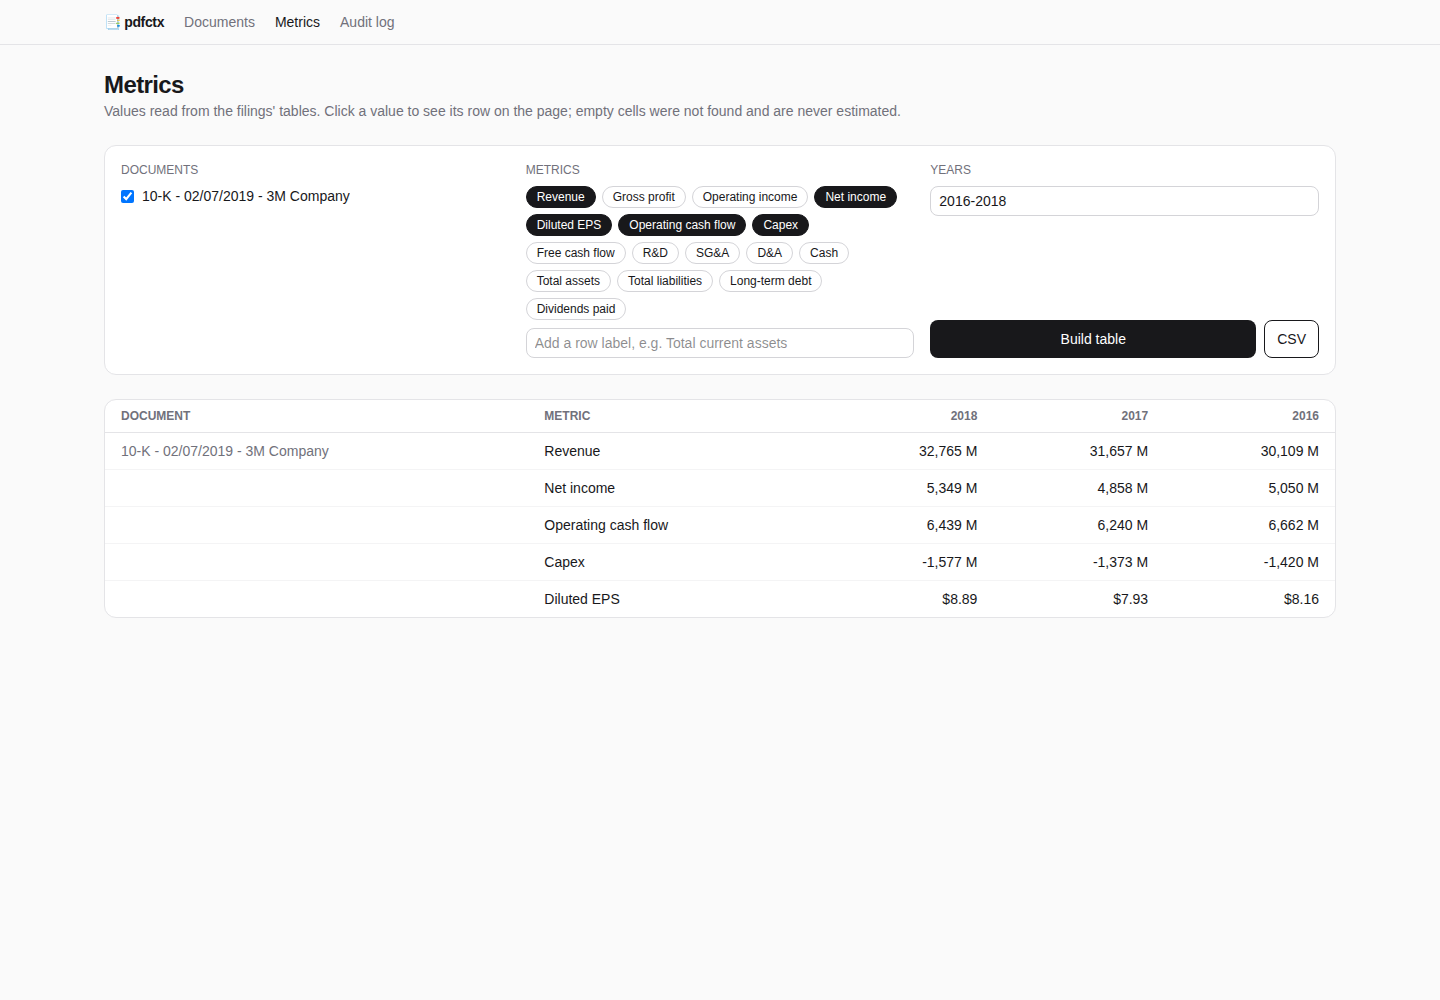 pdfctx Documents Metrics Audit log
Metrics
Values read from the filings' tables. Click a value to see its row on the page; empty cells were not found and are never estimated.
DOCUMENTS
10-K - 02/07/2019 - 3M Company
METRICS
Revenue Gross profit Operating income Net income
Diluted EPS Operating cash flow Capex
Free cash flow R&D SG&A D&A Cash
Total assets Total liabilities Long-term debt
Dividends paid
Add a row label, e.g. Total current assets
YEARS
2016-2018
Build table CSV
DOCUMENT METRIC 2018 2017 2016
10-K - 02/07/2019 - 3M Company Revenue 32,765 M 31,657 M 30,109 M
Net income 5,349 M 4,858 M 5,050 M
Operating cash flow 6,439 M 6,240 M 6,662 M
Capex -1,577 M -1,373 M -1,420 M
Diluted EPS $8.89 $7.93 $8.16